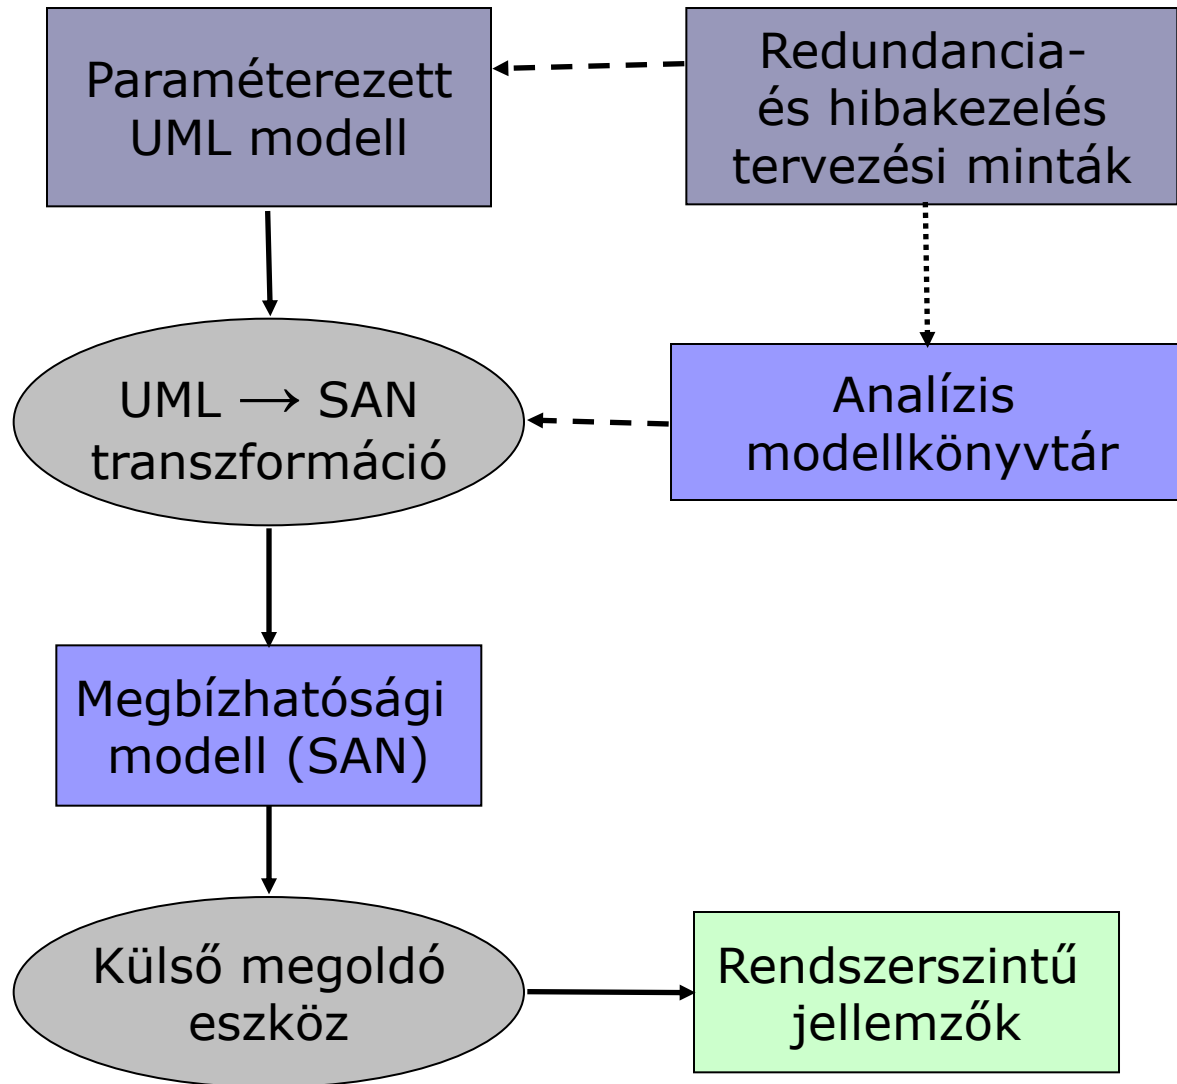 Paraméterezett
UML modell
Redundancia-
és hibakezelés
tervezési minták
UML → SAN
transzformáció
Analízis
modellkönyvtár
Megbízhatósági
modell (SAN)
Külső megoldó
eszköz
Rendszerszintű
jellemzők